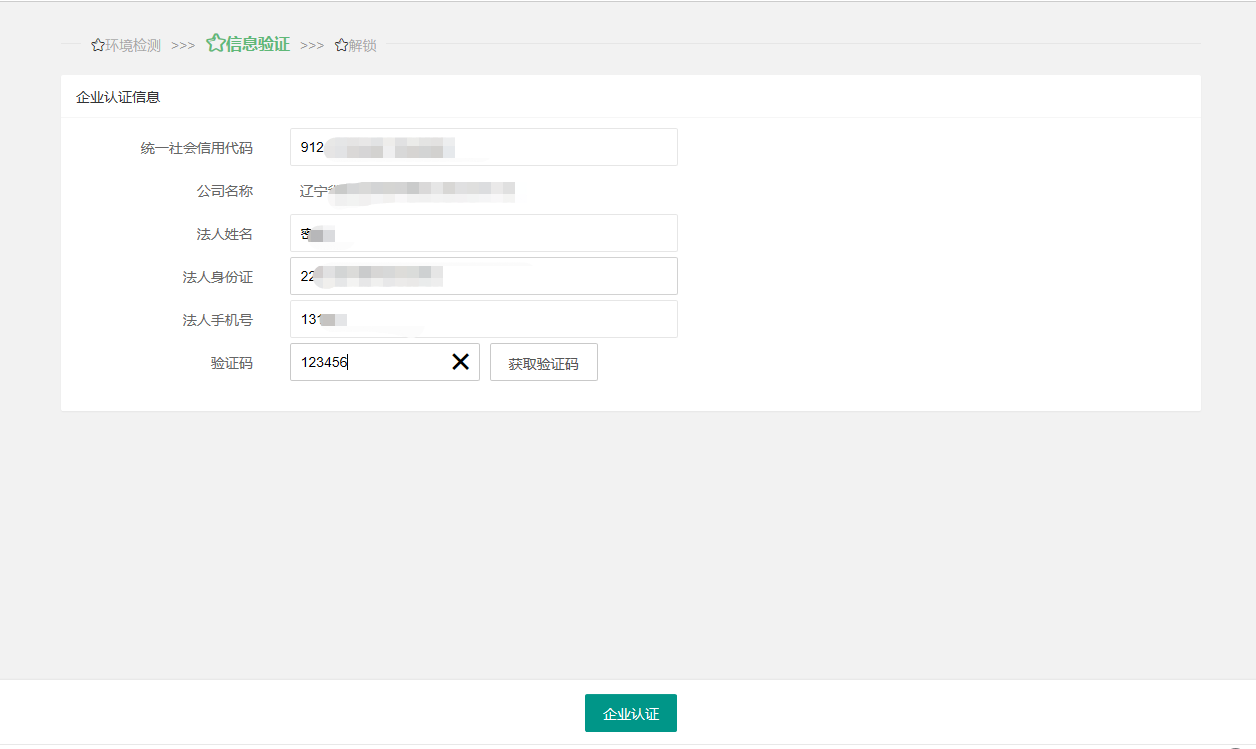 ☆环境检测 >>> ☆信息验证 >>> ☆解锁
企业认证信息
统一社会信用代码 912
公司名称 辽宁
法人姓名
法人身份证 22
法人手机号 131
验证码 123456 × 获取验证码
企业认证